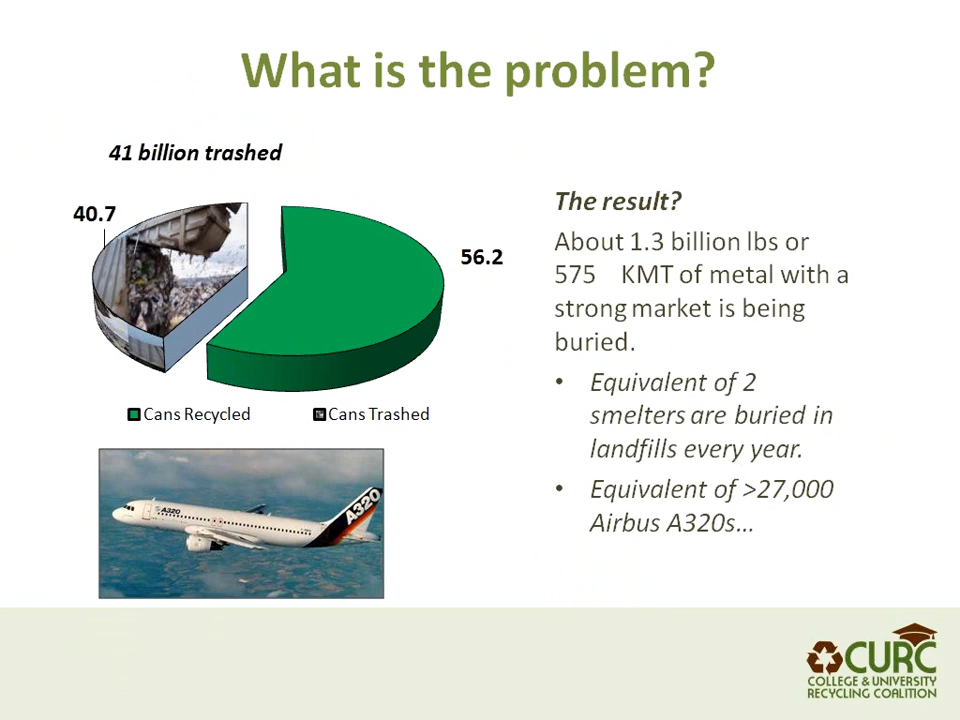 What is the problem?
41 billion trashed
40.7
56.2
Cans Recycled
Cans Trashed
A320
A320
The result?
About 1.3 billion lbs or
575 KMT of metal with a
strong market is being
buried.
• Equivalent of 2
smelters are buried in
landfills every year.
• Equivalent of >27,000
Airbus A320s…
CURC
COLLEGE & UNIVERSITY
RECYCLING COALITION